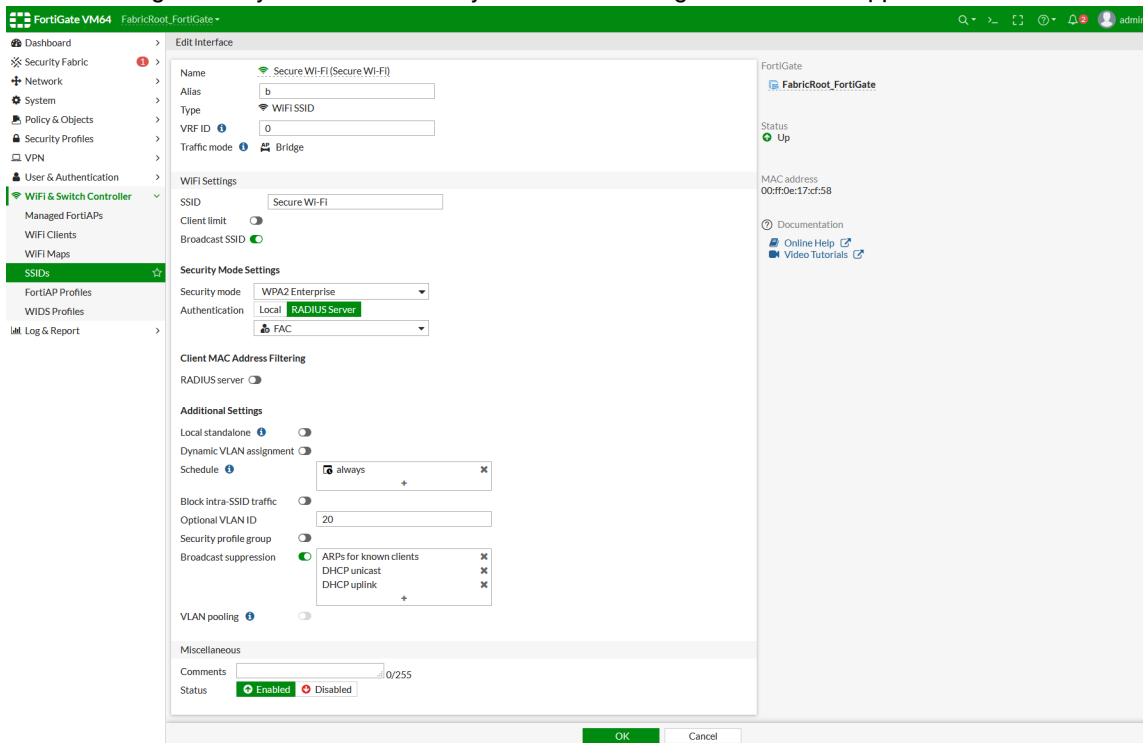 FortiGate VM64 FabricRoot_FortiGate
admin
2
Dashboard
Security Fabric 1
Network
System
Policy & Objects
Security Profiles
VPN
User & Authentication
WiFi & Switch Controller
Managed FortiAPs
WiFi Clients
WiFi Maps
SSIDs
FortiAP Profiles
WIDS Profiles
Log & Report
Edit Interface
Name Secure Wi-Fi (Secure Wi-Fi)
Alias b
Type WiFi SSID
VRF ID 0
Traffic mode Bridge
WiFi Settings
SSID Secure Wi-Fi
Client limit
Broadcast SSID
Security Mode Settings
Security mode WPA2 Enterprise
Authentication Local RADIUS Server
FAC
Client MAC Address Filtering
RADIUS server
Additional Settings
Local standalone
Dynamic VLAN assignment
Schedule always
+
Block intra-SSID traffic
Optional VLAN ID 20
Security profile group
Broadcast suppression ARPs for known clients
DHCP unicast
DHCP uplink
+
VLAN pooling
Miscellaneous
Comments 0/255
Status Enabled Disabled
OK Cancel
FortiGate
FabricRoot_FortiGate
Status
Up
MAC address
00:ff:0e:17:cf:58
Documentation
Online Help
Video Tutorials